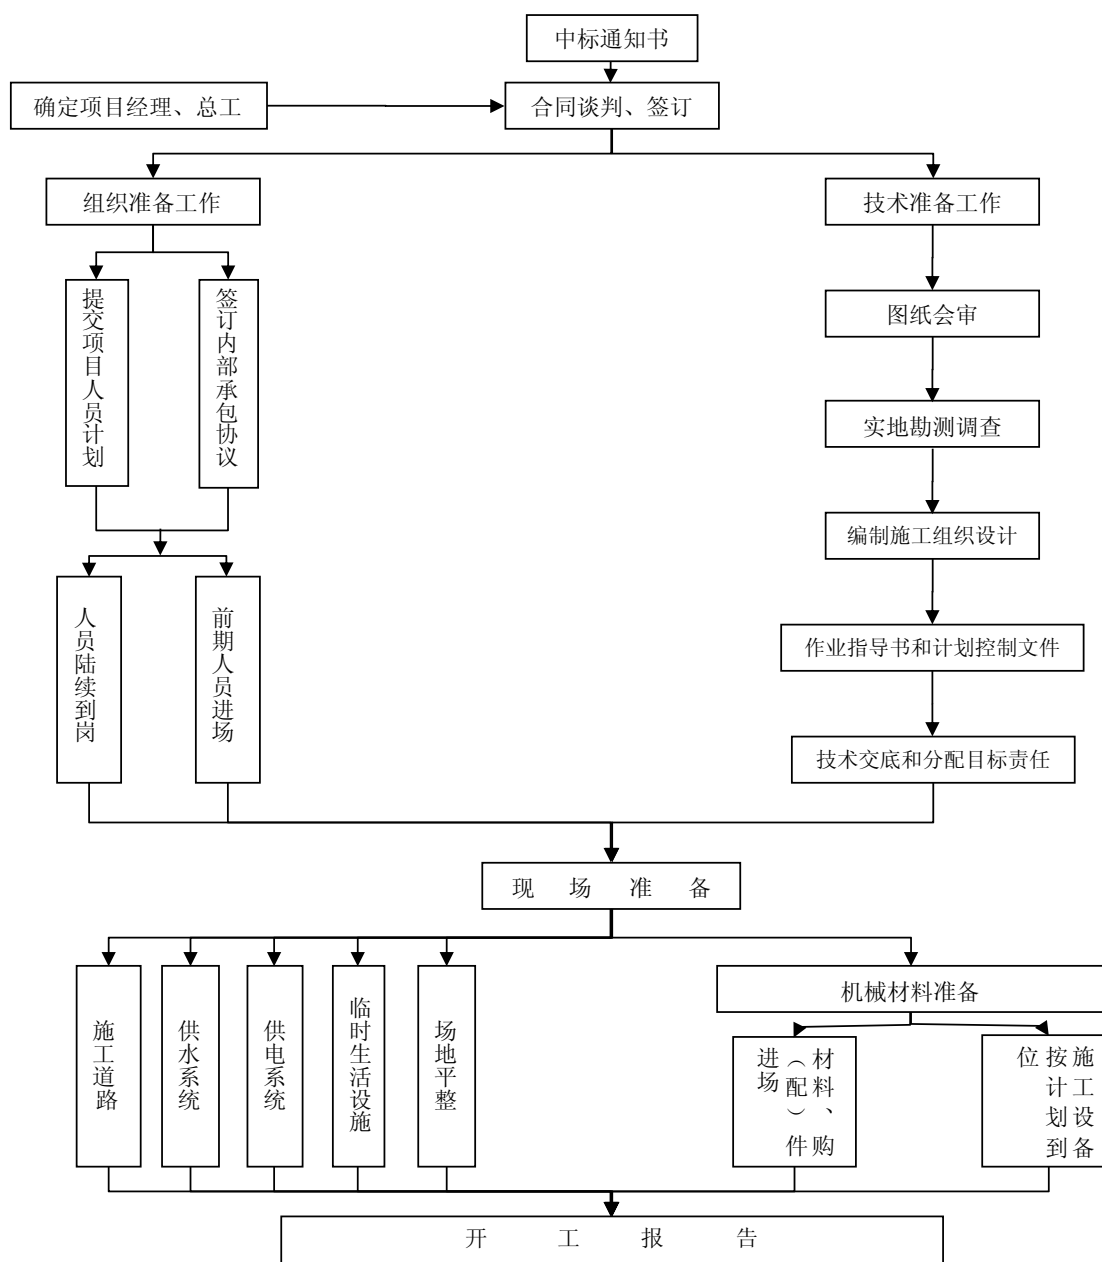 中标通知书
确定项目经理、总工
合同谈判、签订
组织准备工作
技术准备工作
提交项目人员计划
签订内部承包协议
图纸会审
实地勘测调查
编制施工组织设计
人员陆续到岗
前期人员进场
作业指导书和计划控制文件
技术交底和分配目标责任
现场准备
施工道路
供水系统
供电系统
临时生活设施
场地平整
机械材料准备
材料、购
（配）件
进场
施工设备
按计划到
位
开工报告